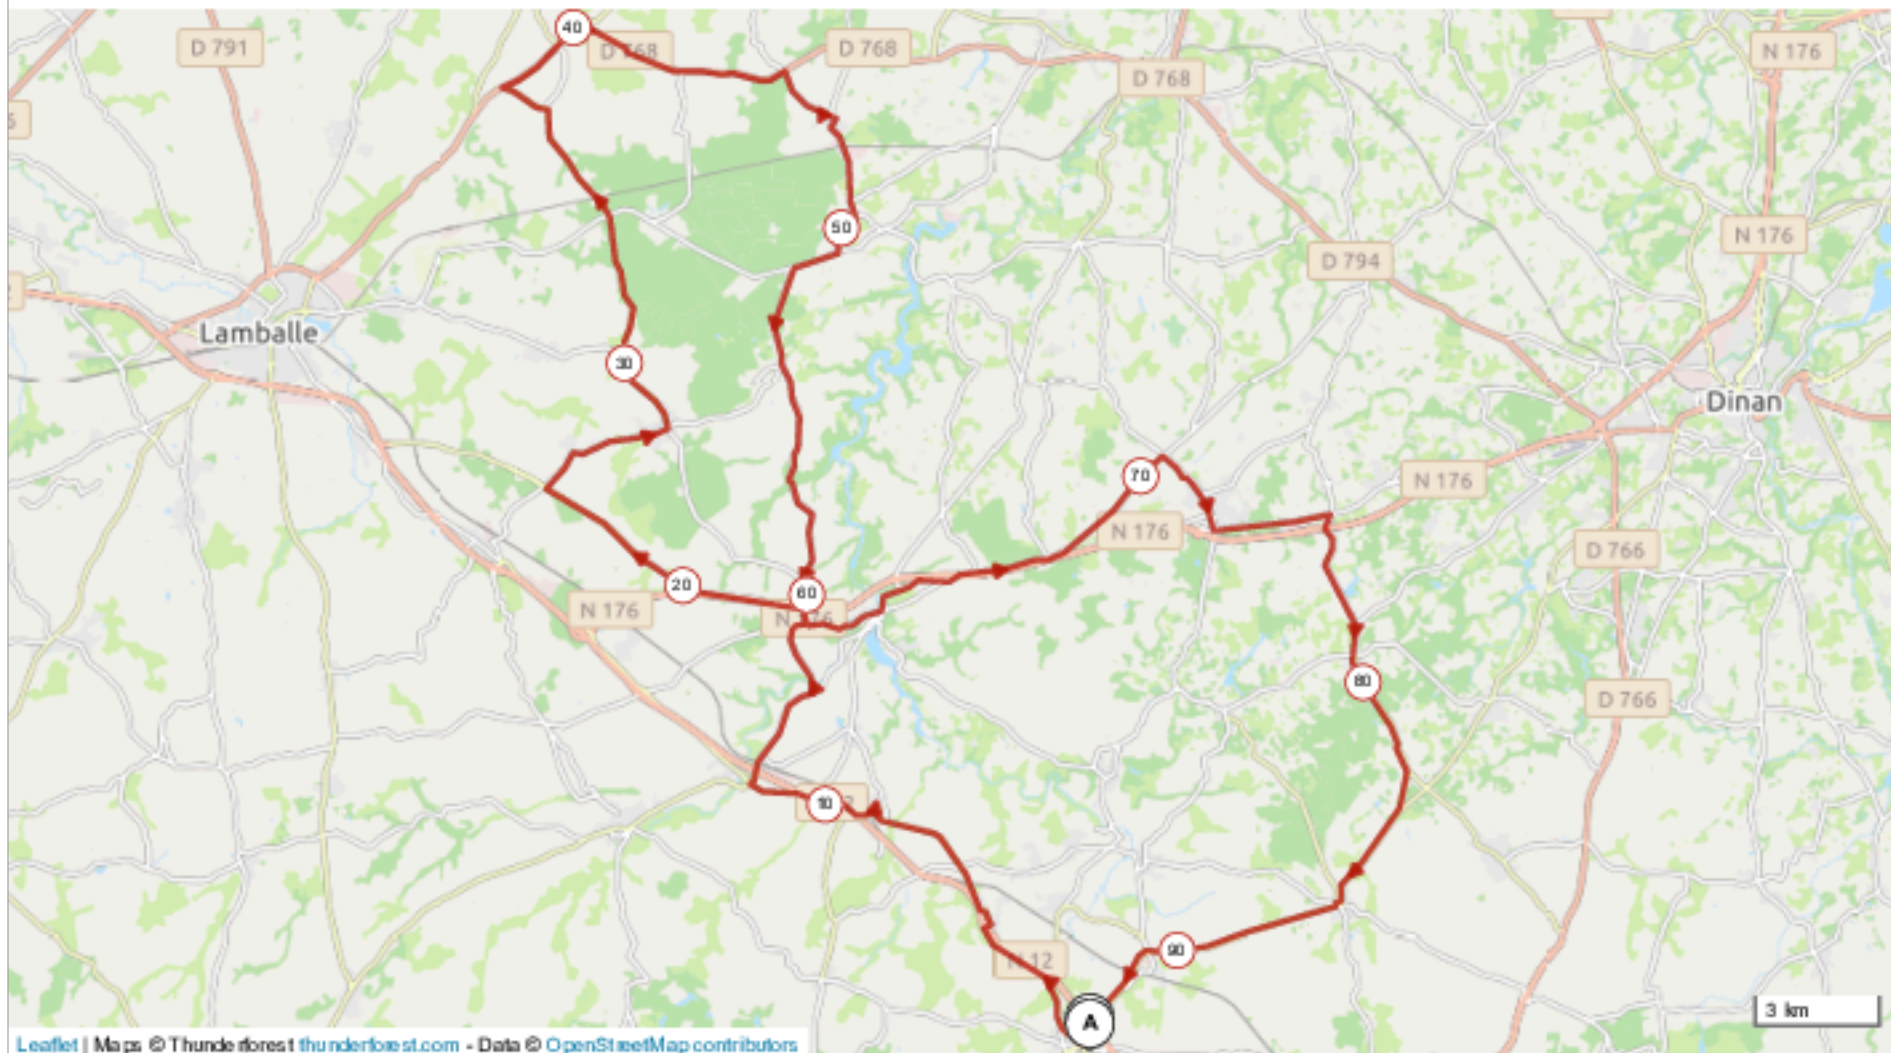 40
D 791
D 768
D 768
N 176
D 768
50
N 176
D 794
Lamballe
30
Dinan
70
N 176
N 176
D 766
20
60
N 176
80
D 766
10
90
N 12
A
3 km
Leaflet | Maps © Thunderforest thunderforest.com - Data © OpenStreetMap contributors